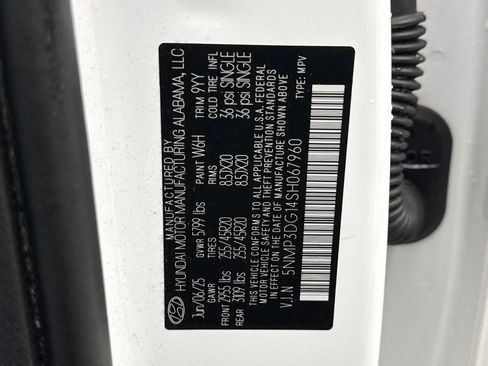 MANUFACTURED BY
HYUNDAI MOTOR MANUFACTURING ALABAMA, LLC
Jun/06/25 GVWR 5799 lbs PAINT W6H TRIM 9YY
GAWR TIRES RIMS COLD TIRE INFL
FRONT 2955 lbs 255/45R20 8.5JX20 36 psi SINGLE
REAR 3109 lbs 255/45R20 8.5JX20 36 psi SINGLE
THIS VEHICLE CONFORMS TO ALL APPLICABLE U.S.A. FEDERAL
MOTOR VEHICLE SAFETY AND THEFT PREVENTION STANDARDS
IN EFFECT ON THE DATE OF MANUFACTURE SHOWN ABOVE
V.I.N 5NMP3DG14SH067960 TYPE: MPV